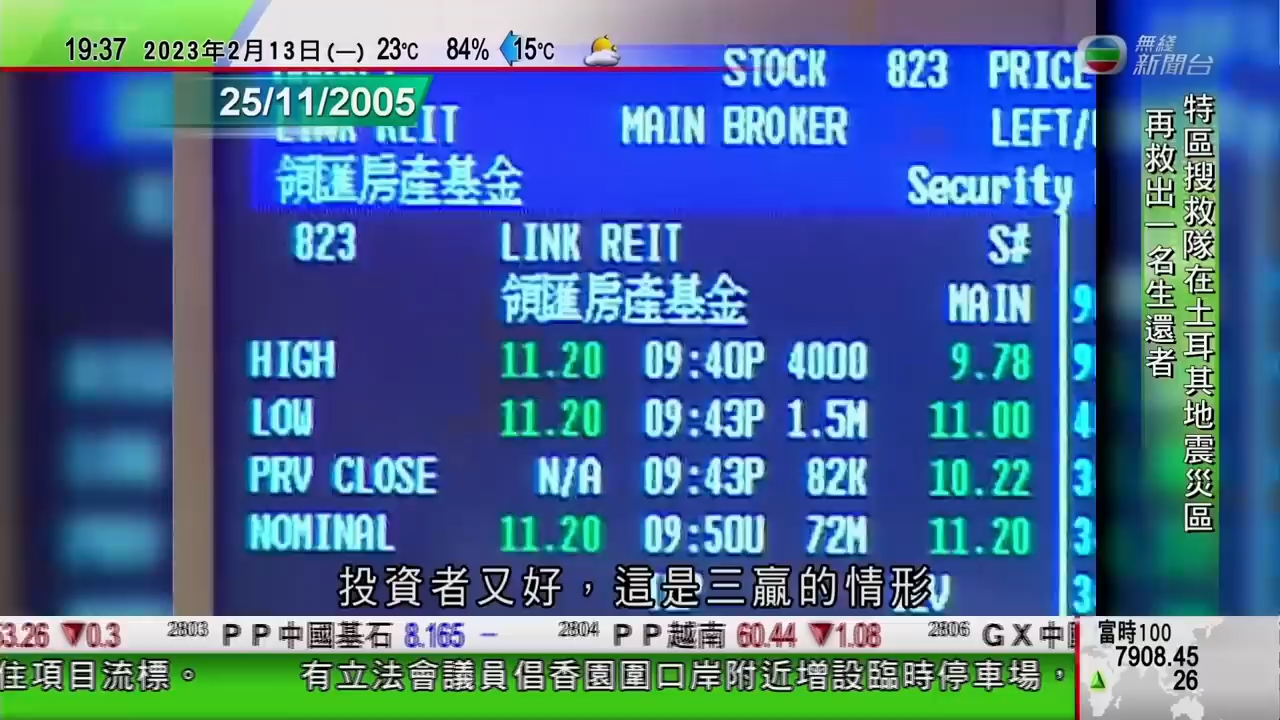 19:37 2023年2月13日(一) 23℃ 84% 15℃
無綫
新聞台
25/11/2005
STOCK 823 PRICE
LINK REIT MAIN BROKER LEFT/
領匯房產基金 Security
823 LINK REIT S#
領匯房產基金 MAIN
HIGH 11.20 09:40P 4000 9.78
LOW 11.20 09:43P 1.5M 11.00
PRV CLOSE N/A 09:43P 82K 10.22
NOMINAL 11.20 09:50U 72M 11.20
投資者又好，這是三贏的情形
特區搜救隊在土耳其地震災區
再救出一名生還者
53.26 ▼0.3 2803 PP中國基石 8.165 － 2804 PP越南 60.44 ▼1.08 2806 GX中
住項目流標。 有立法會議員倡香園圍口岸附近增設臨時停車場，
富時100
7908.45
▲ 26